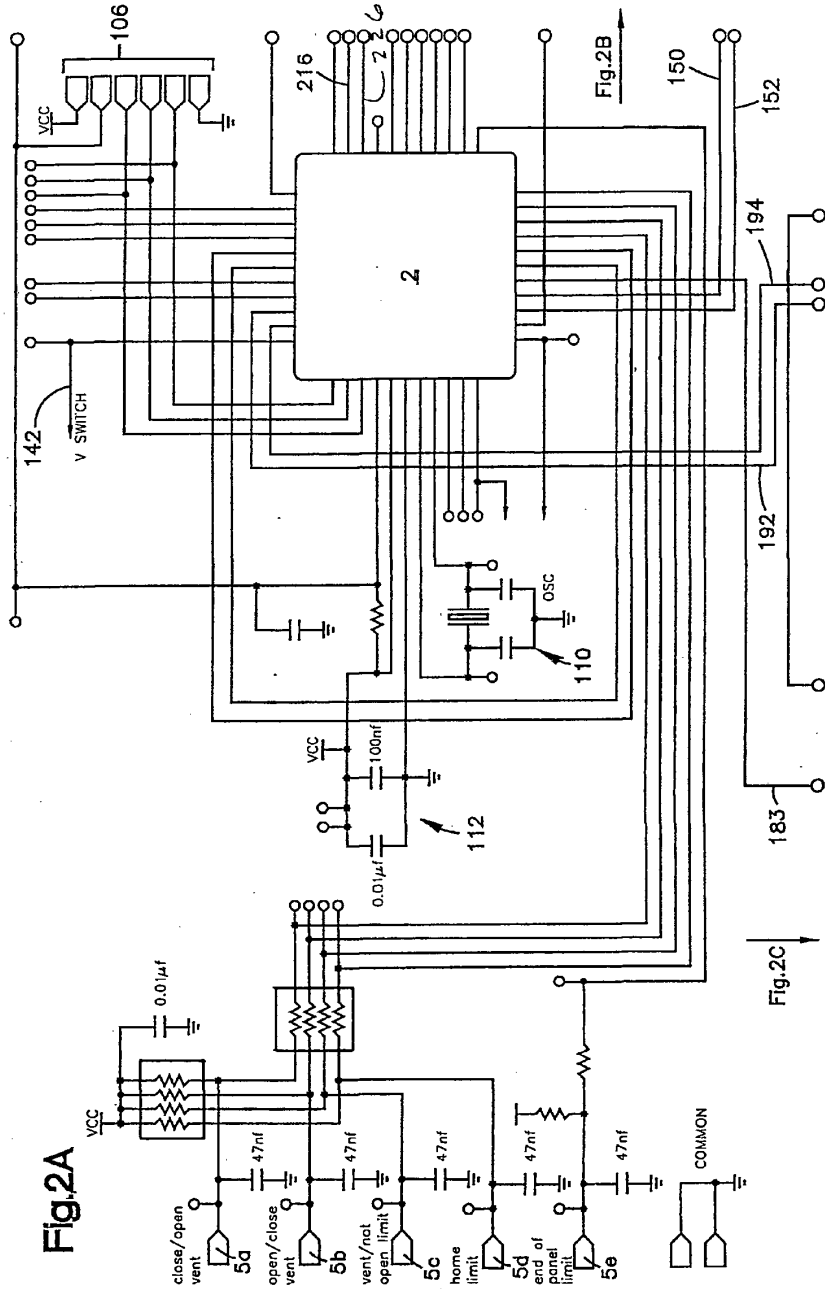 Fig.2A
106
VCC
216
226
142
V SWITCH
2
Fig.2B
150
152
194
192
183
VCC
100nf
0.01µf
112
OSC
110
VCC
0.01µf
close/open
vent
5a
47nf
open/close
vent
5b
47nf
vent/not
open limit
5c
47nf
home
limit
5d
47nf
end of
panel
limit
5e
47nf
COMMON
Fig.2C